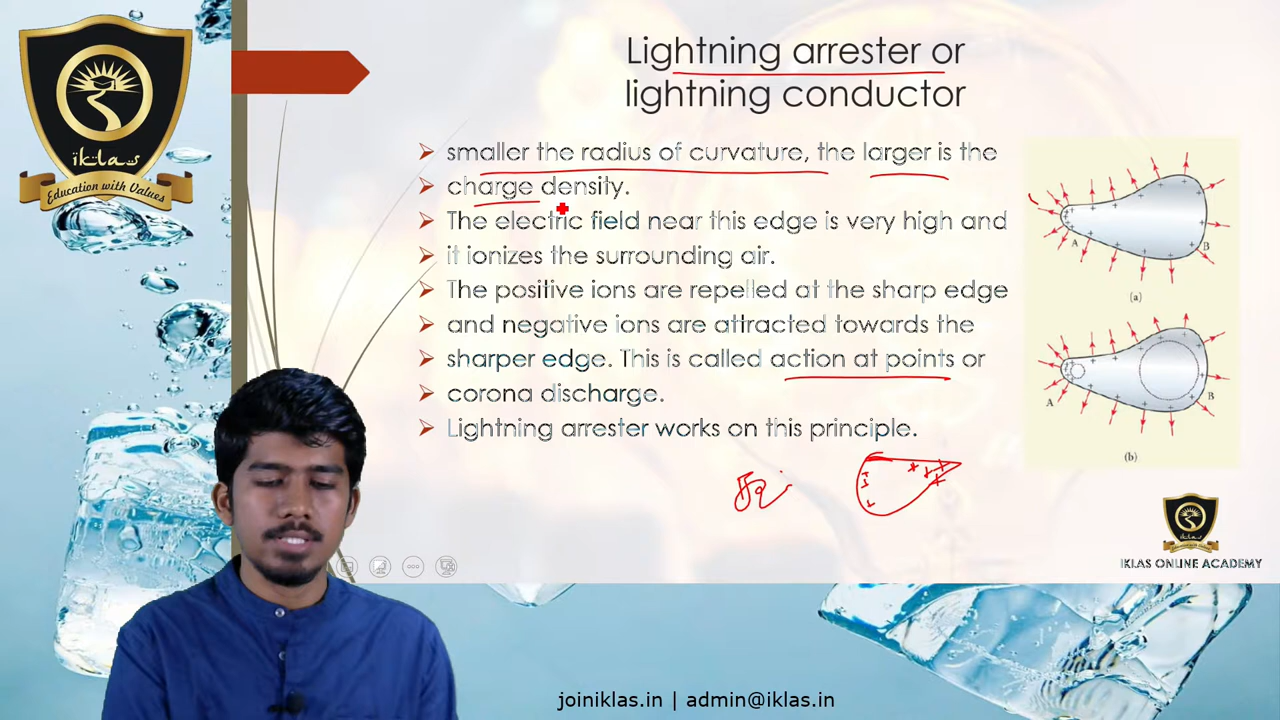 iklas
Education with Values
Lightning arrester or
lightning conductor
smaller the radius of curvature, the larger is the
charge density.
The electric field near this edge is very high and
it ionizes the surrounding air.
The positive ions are repelled at the sharp edge
and negative ions are attracted towards the
sharper edge. This is called action at points or
corona discharge.
Lightning arrester works on this principle.
A
B
(a)
A
B
(b)
IKLAS ONLINE ACADEMY
joiniklas.in | admin@iklas.in